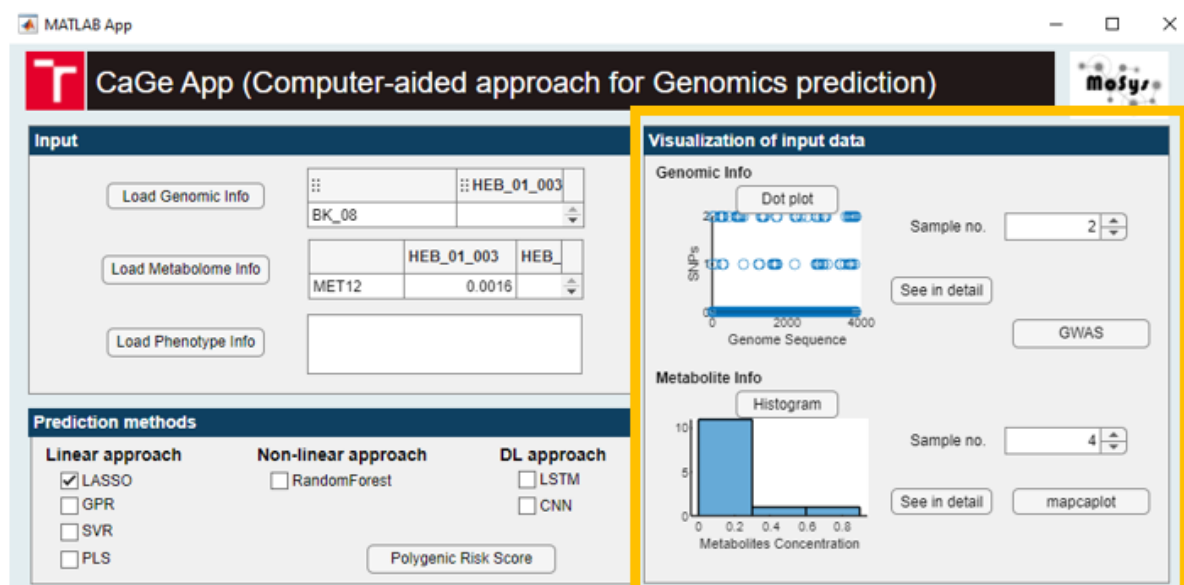 MATLAB App
CaGe App (Computer-aided approach for Genomics prediction)
MoSys
Input
Load Genomic Info
HEB_01_003
BK_08
Load Metabolome Info
HEB_01_003 HEB_
MET12 0.0016
Load Phenotype Info
Prediction methods
Linear approach Non-linear approach DL approach
LASSO RandomForest LSTM
GPR CNN
SVR
PLS Polygenic Risk Score
Visualization of input data
Genomic Info
Dot plot
Sample no. 2
SNPs
2
0
0 2000 4000
Genome Sequence
See in detail
GWAS
Metabolite Info
Histogram
Sample no. 4
10
5
0
0 0.2 0.4 0.6 0.8
Metabolites Concentration
See in detail mapcaplot